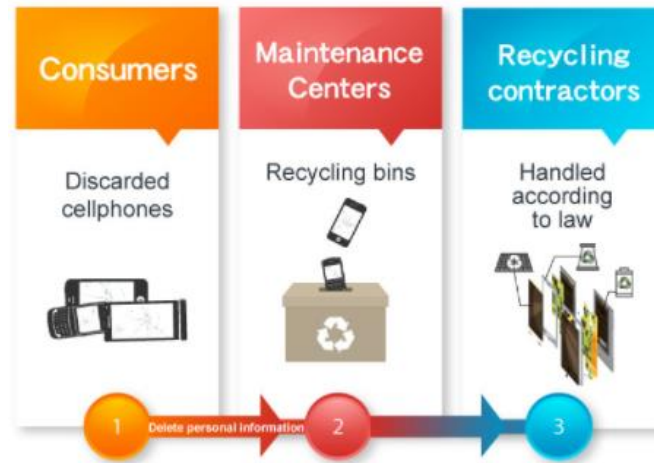 Consumers
Discarded
cellphones
Maintenance
Centers
Recycling bins
Recycling
contractors
Handled
according
to law
1
Delete personal information
2
3